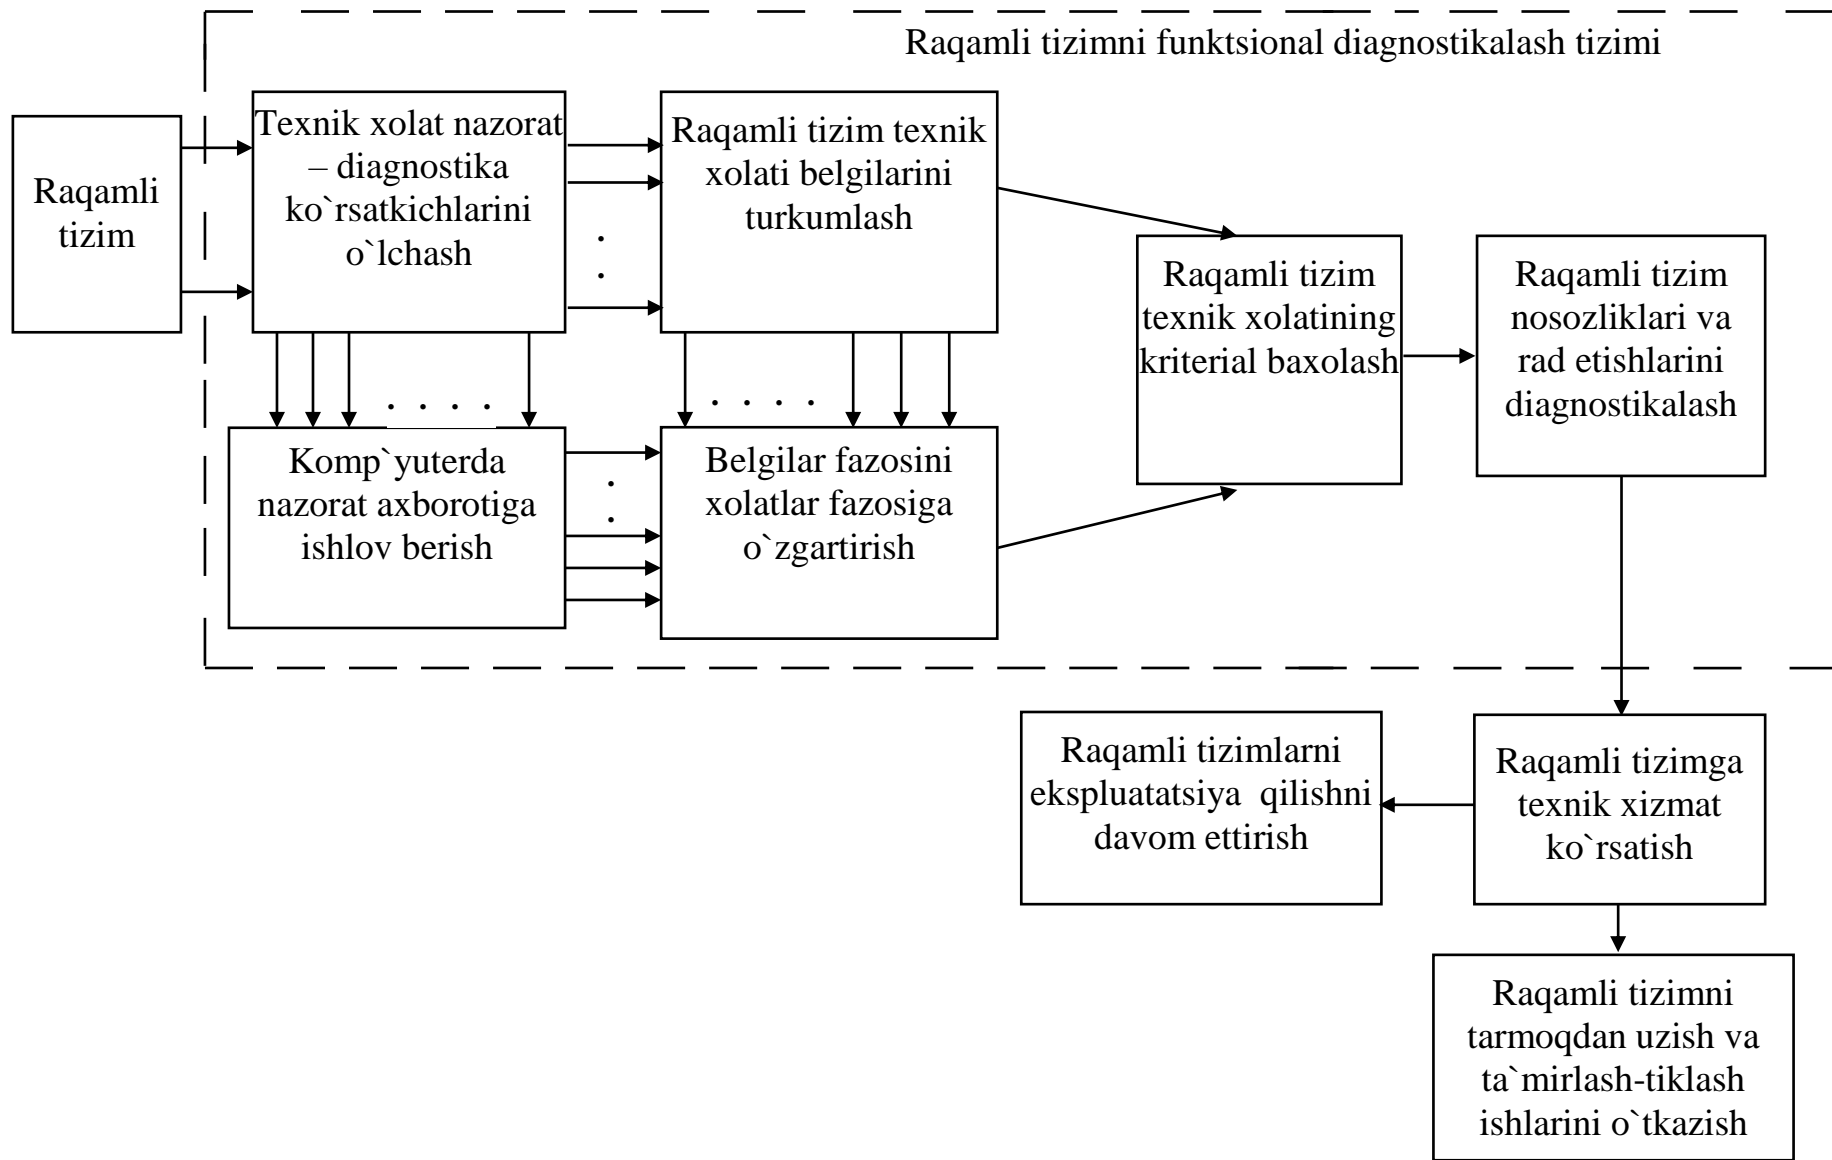 Raqamli tizimni funktsional diagnostikalash tizimi
Raqamli
tizim
Texnik xolat nazorat
– diagnostika
ko`rsatkichlarini
o`lchash
Raqamli tizim texnik
xolati belgilarini
turkumlash
Raqamli tizim
texnik xolatining
kriterial baxolash
Raqamli tizim
nosozliklari va
rad etishlarini
diagnostikalash
Komp`yuterda
nazorat axborotiga
ishlov berish
Belgilar fazosini
xolatlar fazosiga
o`zgartirish
Raqamli tizimlarni
ekspluatatsiya  qilishni
davom ettirish
Raqamli tizimga
texnik xizmat
ko`rsatish
Raqamli tizimni
tarmoqdan uzish va
ta`mirlash-tiklash
ishlarini o`tkazish